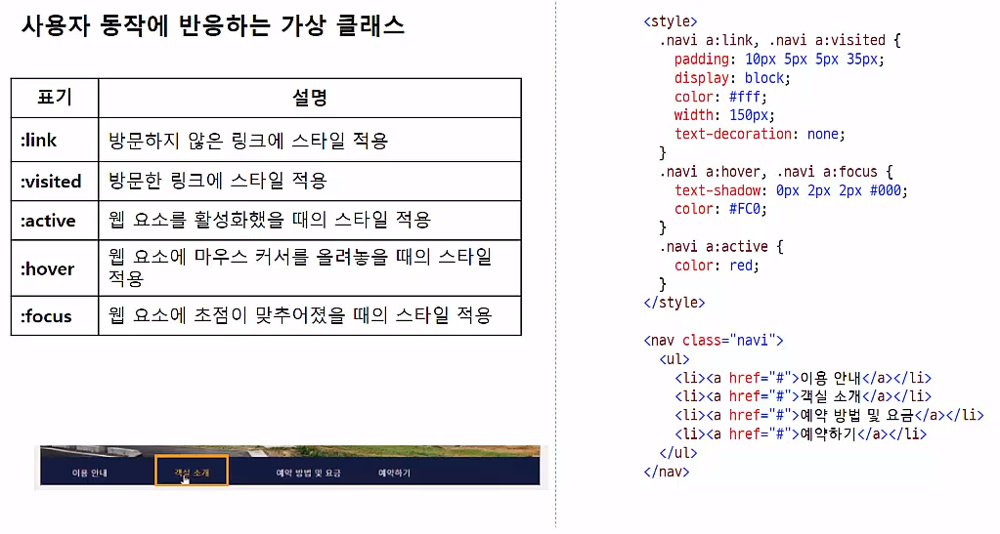 사용자 동작에 반응하는 가상 클래스
표기 설명
:link 방문하지 않은 링크에 스타일 적용
:visited 방문한 링크에 스타일 적용
:active 웹 요소를 활성화했을 때의 스타일 적용
:hover 웹 요소에 마우스 커서를 올려놓을 때의 스타일
적용
:focus 웹 요소에 초점이 맞추어졌을 때의 스타일 적용
이용 안내 객실 소개 예약 방법 및 요금 예약하기
<style>
.navi a:link, .navi a:visited {
padding: 10px 5px 5px 35px;
display: block;
color: #fff;
width: 150px;
text-decoration: none;
}
.navi a:hover, .navi a:focus {
text-shadow: 0px 2px 2px #000;
color: #FC0;
}
.navi a:active {
color: red;
}
</style>
<nav class="navi">
<ul>
<li><a href="#">이용 안내</a></li>
<li><a href="#">객실 소개</a></li>
<li><a href="#">예약 방법 및 요금</a></li>
<li><a href="#">예약하기</a></li>
</ul>
</nav>